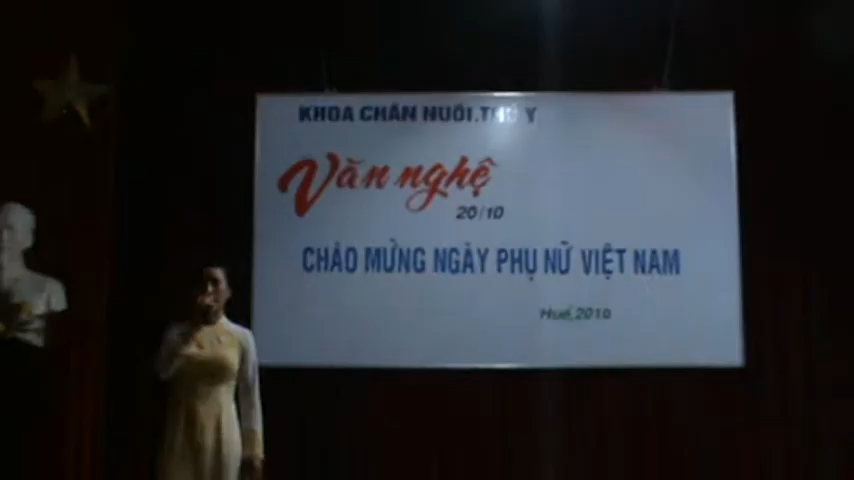 KHOA CHĂN NUÔI.THÚ Y
Văn nghệ
20/10
CHÀO MỪNG NGÀY PHỤ NỮ VIỆT NAM
Huế,2010